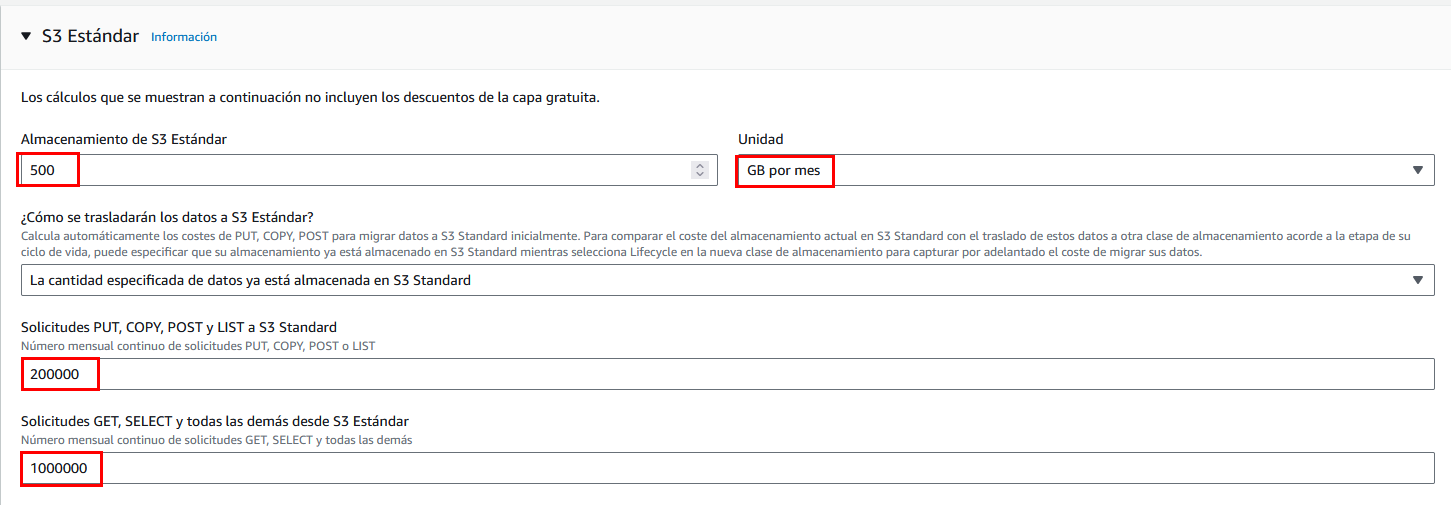 S3 Estándar Información
Los cálculos que se muestran a continuación no incluyen los descuentos de la capa gratuita.
Almacenamiento de S3 Estándar
500
Unidad
GB por mes
¿Cómo se trasladarán los datos a S3 Estándar?
Calcula automáticamente los costes de PUT, COPY, POST para migrar datos a S3 Standard inicialmente. Para comparar el coste del almacenamiento actual en S3 Standard con el traslado de estos datos a otra clase de almacenamiento acorde a la etapa de su
ciclo de vida, puede especificar que su almacenamiento ya está almacenado en S3 Standard mientras selecciona Lifecycle en la nueva clase de almacenamiento para capturar por adelantado el coste de migrar sus datos.
La cantidad especificada de datos ya está almacenada en S3 Standard
Solicitudes PUT, COPY, POST y LIST a S3 Standard
Número mensual continuo de solicitudes PUT, COPY, POST o LIST
200000
Solicitudes GET, SELECT y todas las demás desde S3 Estándar
Número mensual continuo de solicitudes GET, SELECT y todas las demás
1000000